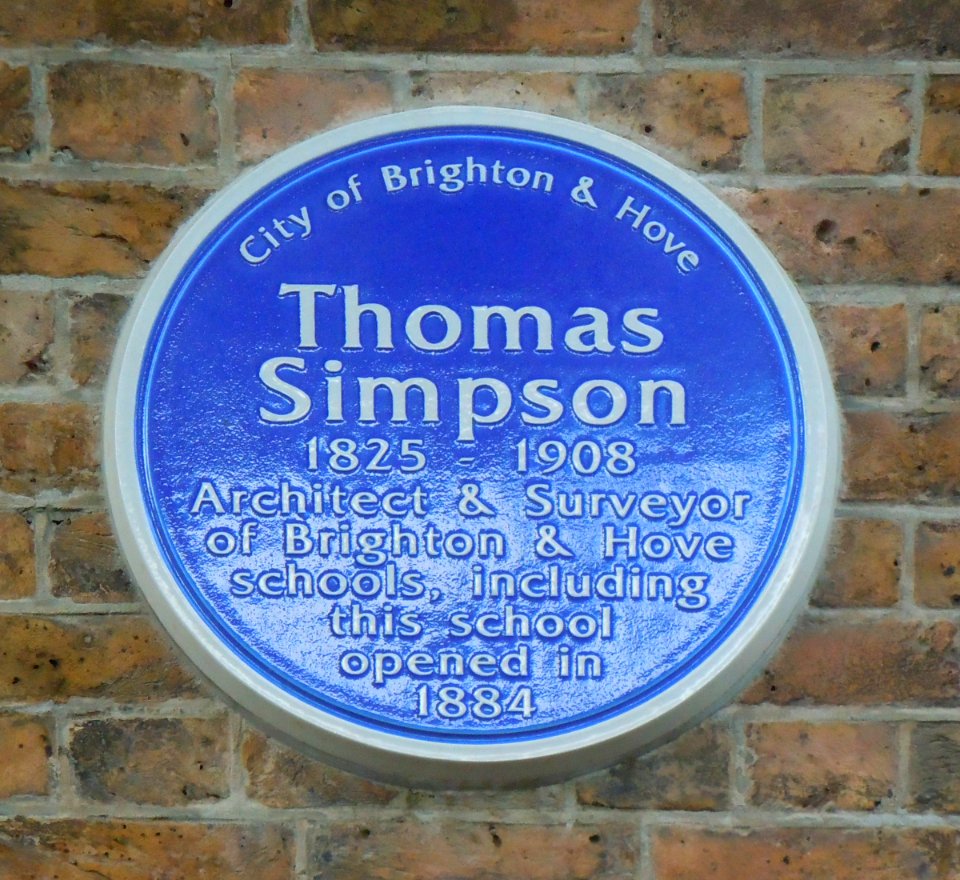 City of Brighton & Hove
Thomas
Simpson
1825 - 1908
Architect & Surveyor
of Brighton & Hove
schools, including
this school
opened in
1884